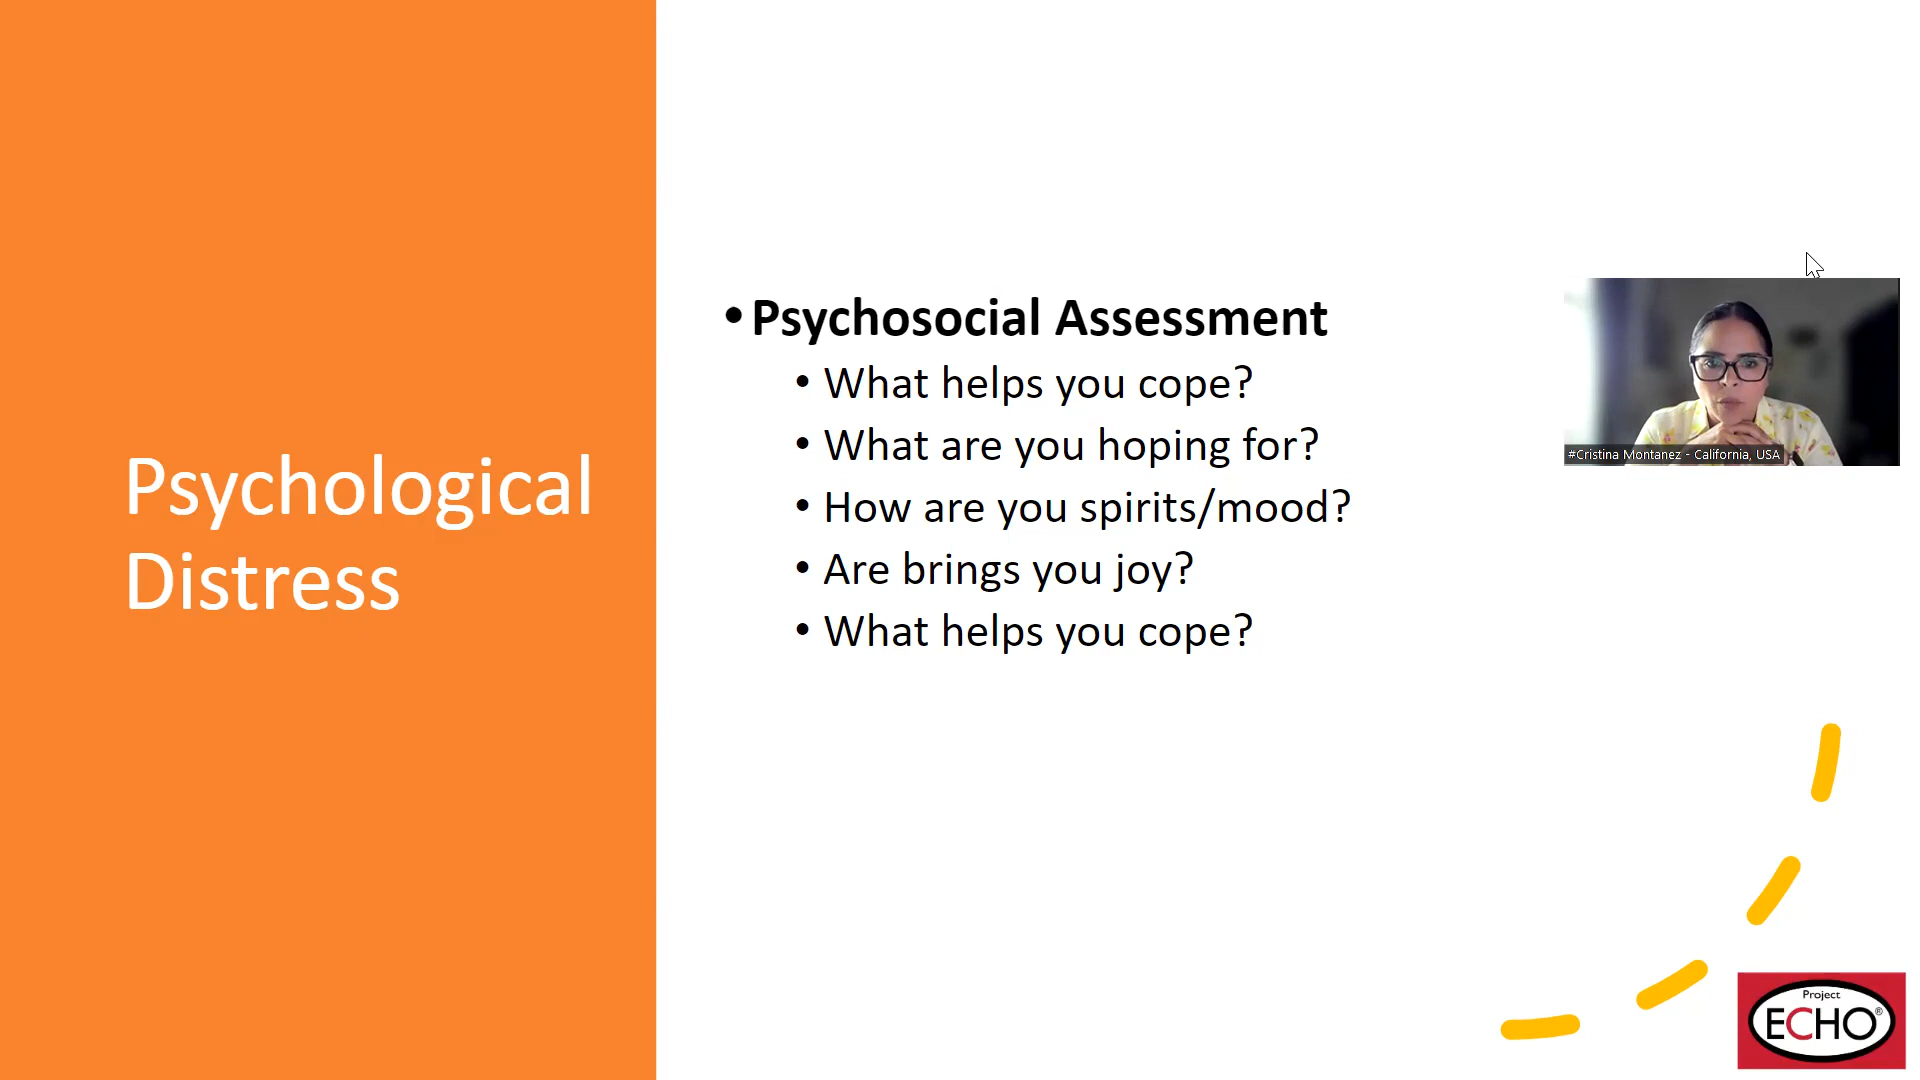 Psychological
Distress
• Psychosocial Assessment
• What helps you cope?
• What are you hoping for?
• How are you spirits/mood?
• Are brings you joy?
• What helps you cope?
#Cristina Montanez - California, USA
Project
ECHO®